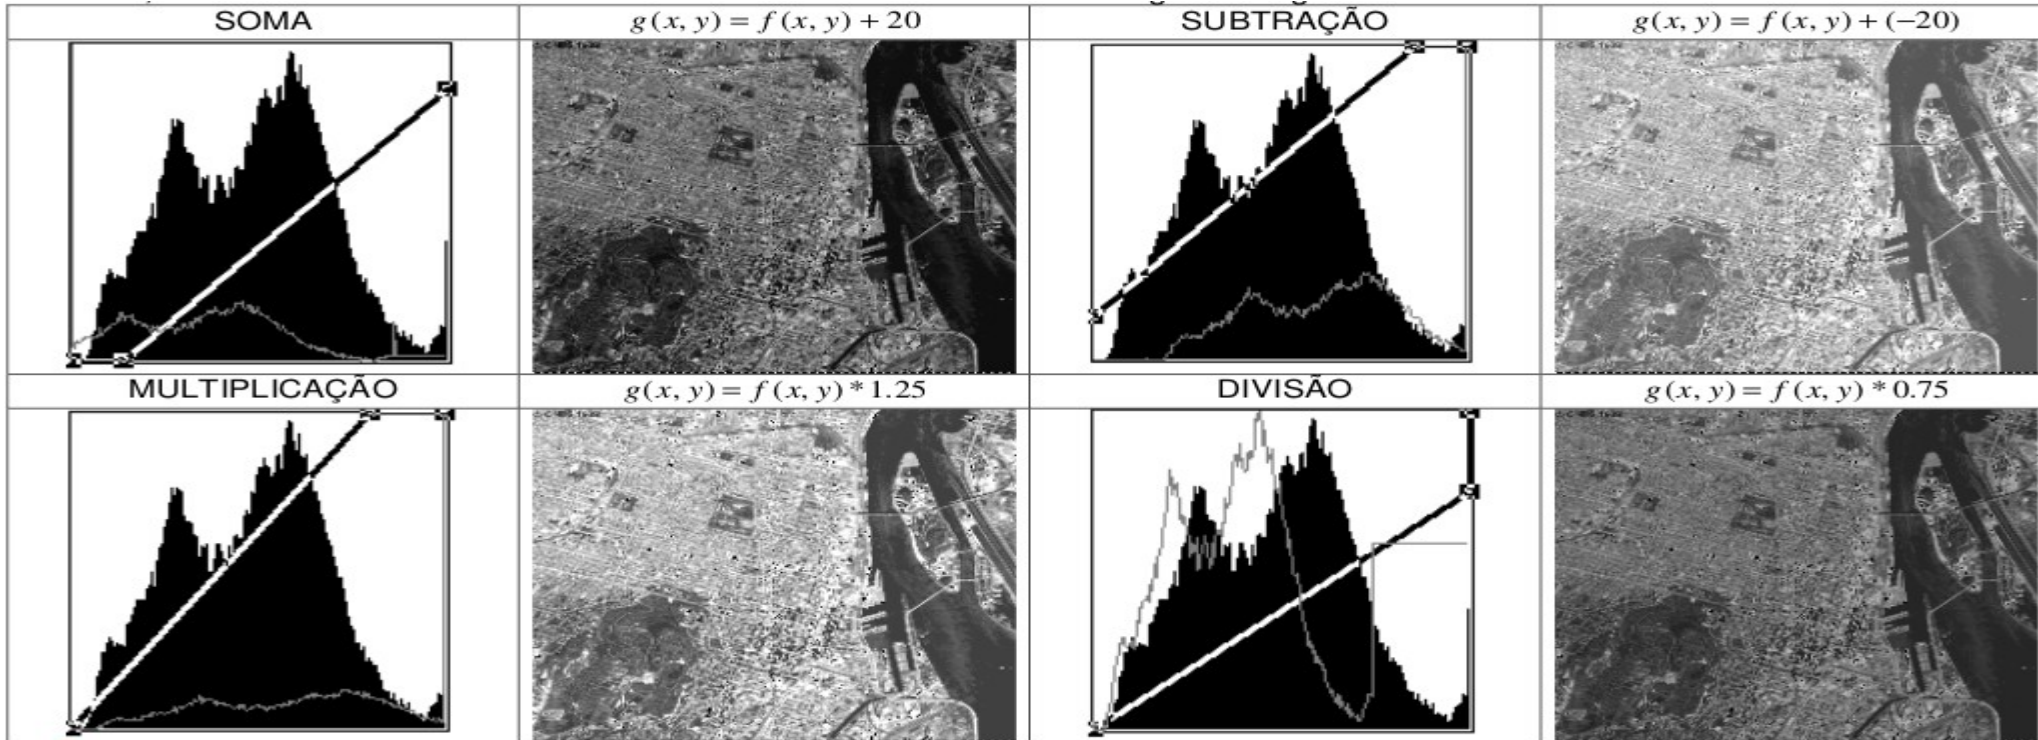 SOMA
g(x, y) = f(x, y) + 20
SUBTRAÇÃO
g(x, y) = f(x, y) + (−20)
MULTIPLICAÇÃO
g(x, y) = f(x, y) * 1.25
DIVISÃO
g(x, y) = f(x, y) * 0.75